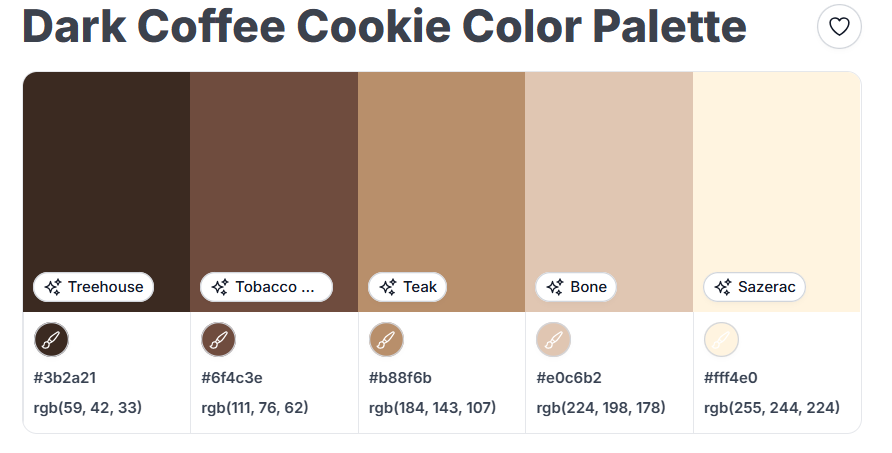 Dark Coffee Cookie Color Palette
Treehouse
Tobacco ...
Teak
Bone
Sazerac
#3b2a21
#6f4c3e
#b88f6b
#e0c6b2
#fff4e0
rgb(59, 42, 33)
rgb(111, 76, 62)
rgb(184, 143, 107)
rgb(224, 198, 178)
rgb(255, 244, 224)